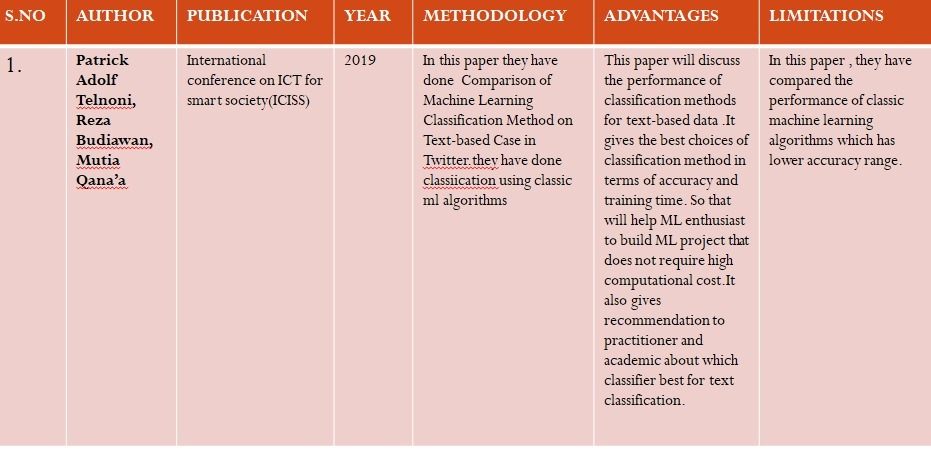 S.NO
AUTHOR
PUBLICATION
YEAR
METHODOLOGY
ADVANTAGES
LIMITATIONS
1.
Patrick
Adolf
Telnoni,
Reza
Budiawan,
Mutia
Qana’a
International
conference on ICT for
smart society(ICISS)
2019
In this paper they have
done Comparison of
Machine Learning
Classification Method on
Text-based Case in
Twitter.they have done
classiication using classic
ml algorithms
This paper will discuss
the performance of
classification methods
for text-based data .It
gives the best choices of
classification method in
terms of accuracy and
training time. So that
will help ML enthusiast
to build ML project that
does not require high
computational cost.It
also gives
recommendation to
practitioner and
academic about which
classifier best for text
classification.
In this paper , they have
compared the
performance of classic
machine learning
algorithms which has
lower accuracy range.